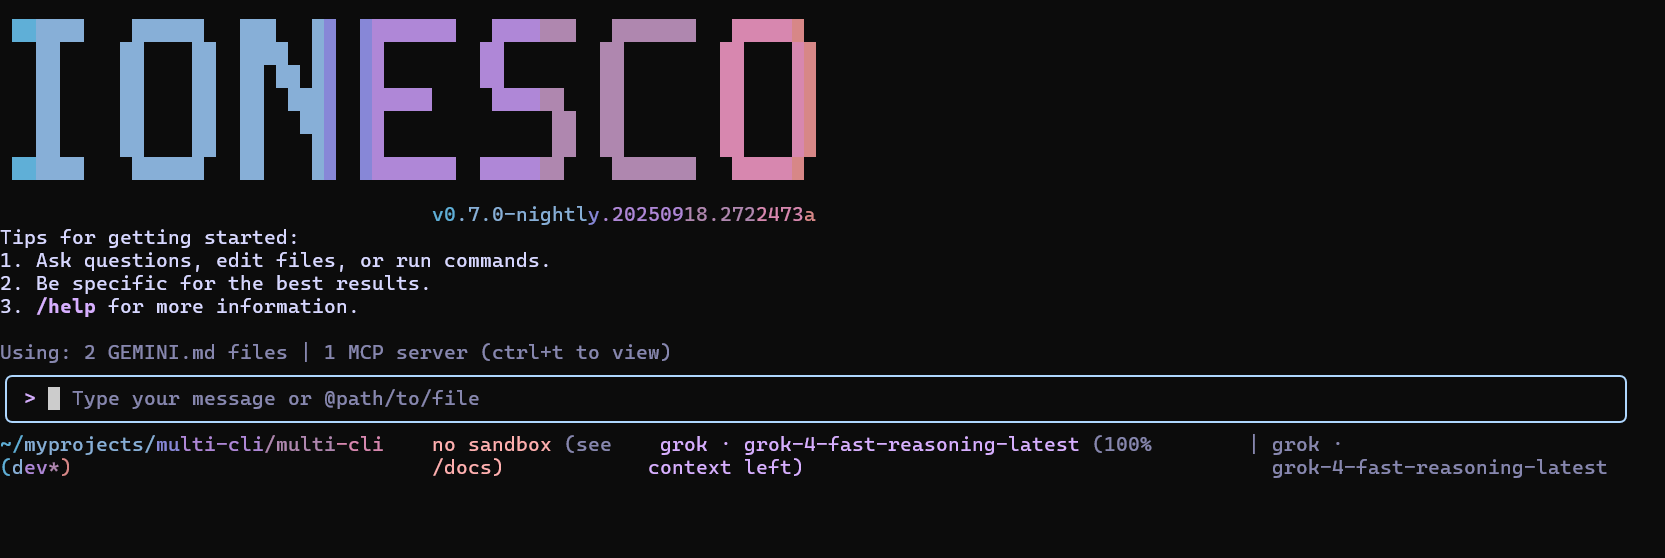 IONESCO
v0.7.0-nightly.20250918.2722473a
Tips for getting started:
1. Ask questions, edit files, or run commands.
2. Be specific for the best results.
3. /help for more information.
Using: 2 GEMINI.md files | 1 MCP server (ctrl+t to view)
> Type your message or @path/to/file
~/myprojects/multi-cli/multi-cli no sandbox (see grok · grok-4-fast-reasoning-latest (100% | grok ·
(dev*) /docs) context left) grok-4-fast-reasoning-latest